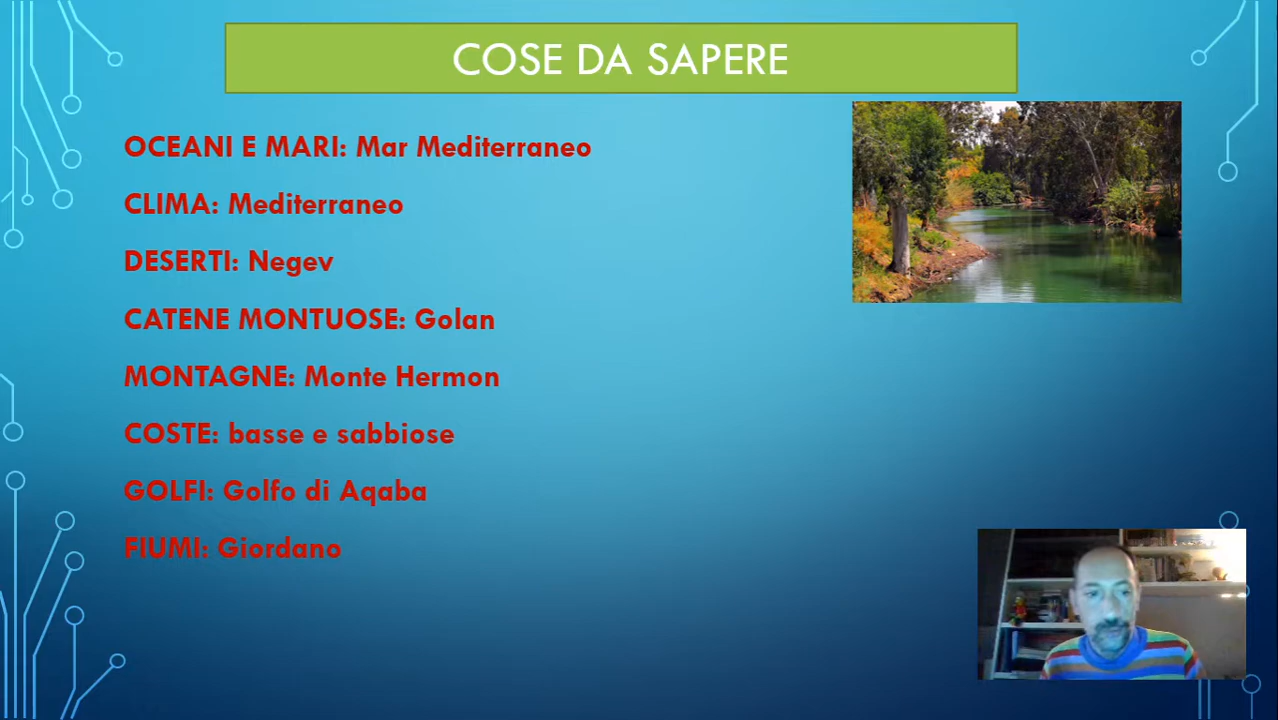 COSE DA SAPERE
OCEANI E MARI: Mar Mediterraneo
CLIMA: Mediterraneo
DESERTI: Negev
CATENE MONTUOSE: Golan
MONTAGNE: Monte Hermon
COSTE: basse e sabbiose
GOLFI: Golfo di Aqaba
FIUMI: Giordano